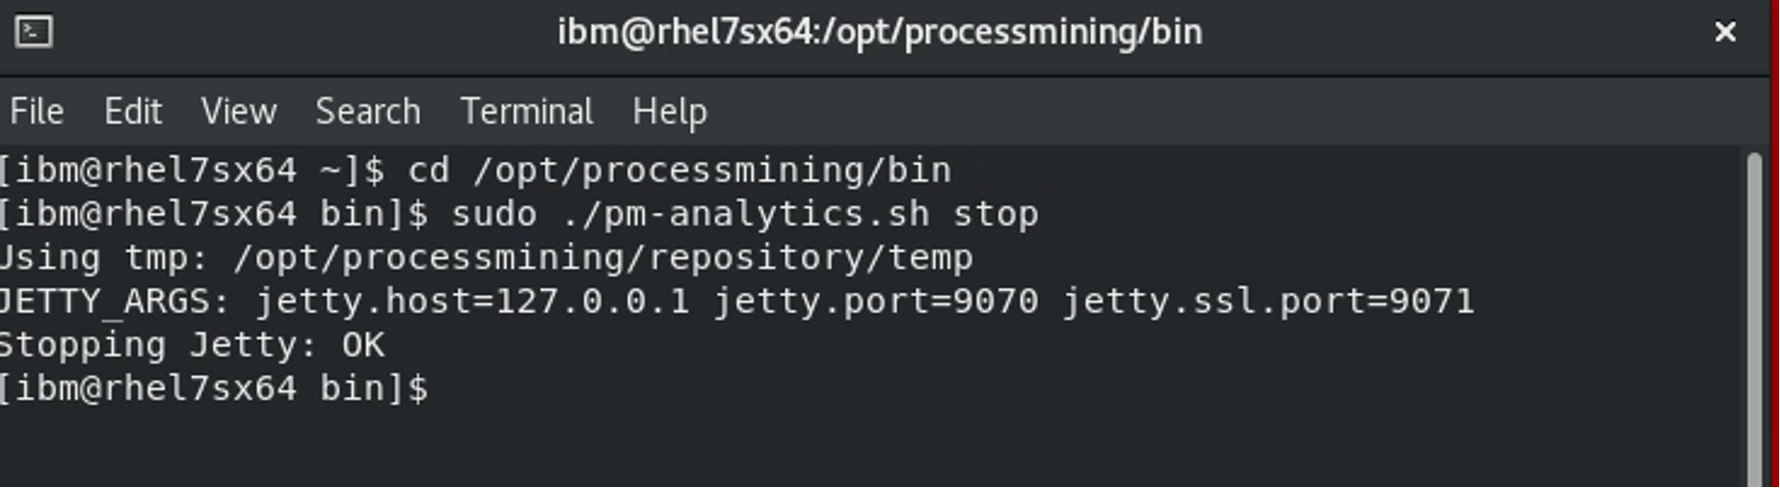 ibm@rhel7sx64:/opt/processmining/bin
File Edit View Search Terminal Help
[ibm@rhel7sx64 ~]$ cd /opt/processmining/bin
[ibm@rhel7sx64 bin]$ sudo ./pm-analytics.sh stop
Using tmp: /opt/processmining/repository/temp
JETTY_ARGS: jetty.host=127.0.0.1 jetty.port=9070 jetty.ssl.port=9071
Stopping Jetty: OK
[ibm@rhel7sx64 bin]$